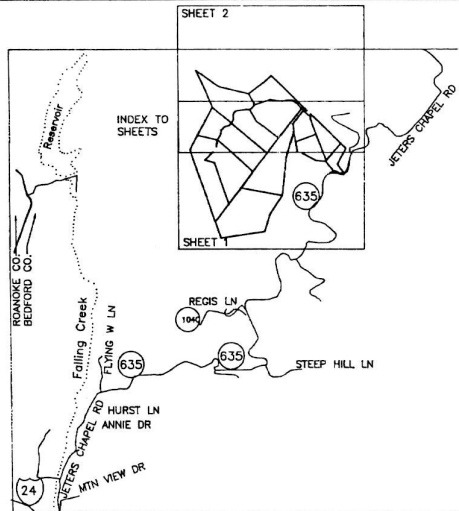 SHEET 2
INDEX TO
SHEETS
Reservoir
JETERS CHAPEL RD
635
SHEET 1
ROANOKE CO.
BEDFORD CO.
REGIS LN
1040
Falling Creek
FLYING W LN
635
635
STEEP HILL LN
HURST LN
ANNIE DR
JETERS CHAPEL RD
MTN VIEW DR
24